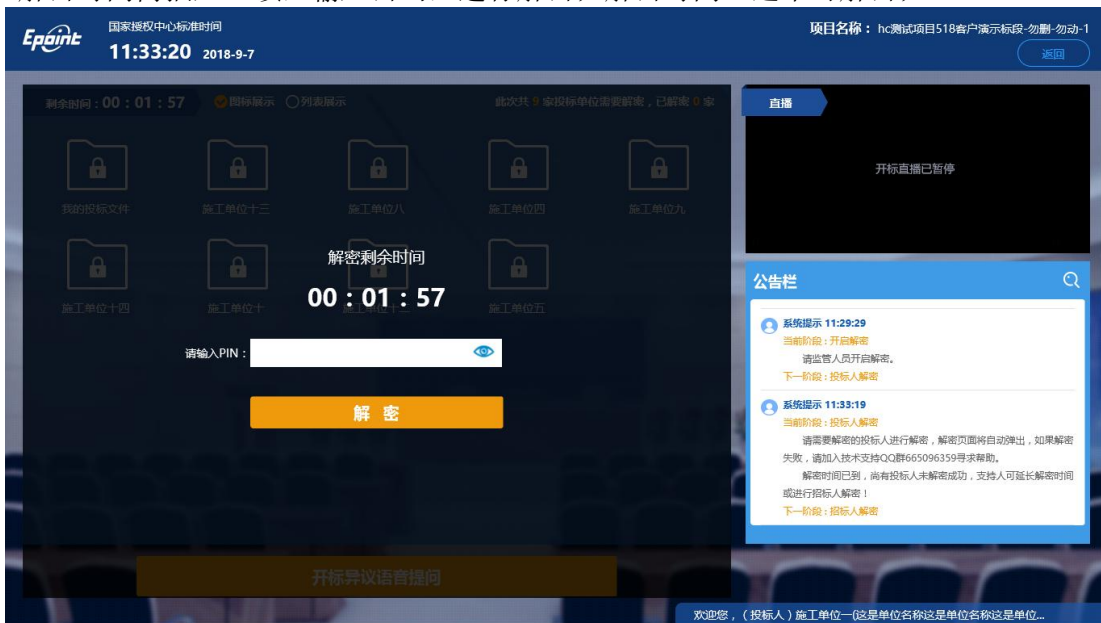 Epoint
国家授权中心标准时间
11:33:20 2018-9-7
项目名称： hc测试项目518客户演示标段-勿删-勿动-1
返回
剩余时间：00：01：57
图标展示
列表展示
此次共 9 家投标单位需要解密，已解密 0 家
我的投标文件
施工单位十三
施工单位八
施工单位四
施工单位九
施工单位十四
施工单位十
施工单位五
解密剩余时间
00：01：57
请输入PIN：
解 密
开标异议语音提问
直播
开标直播已暂停
公告栏
系统提示 11:29:29
当前阶段：开启解密
请监管人员开启解密。
下一阶段：投标人解密
系统提示 11:33:19
当前阶段：投标人解密
请需要解密的投标人进行解密，解密页面将自动弹出，如果解密
失败，请加入技术支持QQ群665096359寻求帮助。
解密时间已到，尚有投标人未解密成功，支持人可延长解密时间
或进行招标人解密！
下一阶段：招标人解密
欢迎您，（投标人）施工单位一(这是单位名称这是单位名称这是单位...